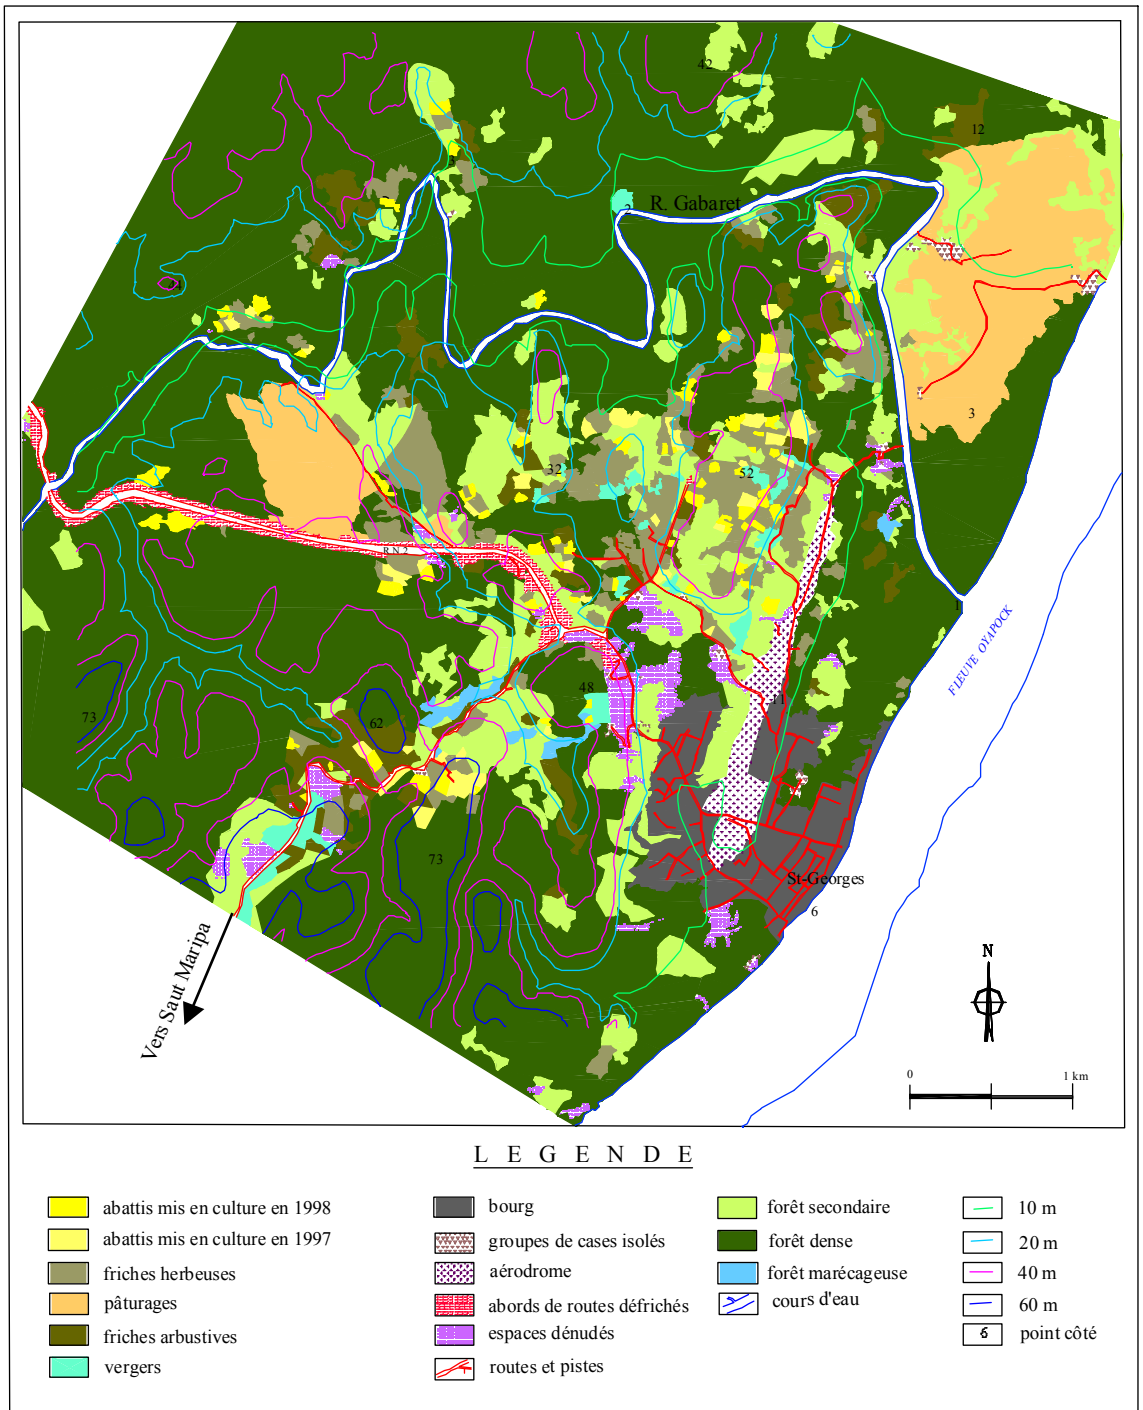 42
12
3
R. Gabaret
3
32
52
R.N.2
1
FLEUVE OYAPOCK
48
11
73
62
73
St-Georges
6
Vers Saut Maripa
N
0
1 km
L E G E N D E
abattis mis en culture en 1998
abattis mis en culture en 1997
friches herbeuses
pâturages
friches arbustives
vergers
bourg
groupes de cases isolés
aérodrome
abords de routes défrichés
espaces dénudés
routes et pistes
forêt secondaire
forêt dense
forêt marécageuse
cours d'eau
10 m
20 m
40 m
60 m
6 point côté